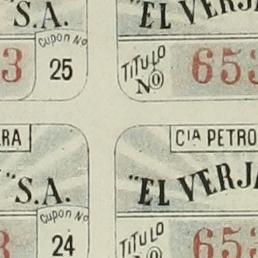 S.A. "EL VERJ
Cupon No
3 25 TITULO No 653
RA CIA PETRO
"S.A. "EL VERJ
Cupon No
24 TITULO No 653